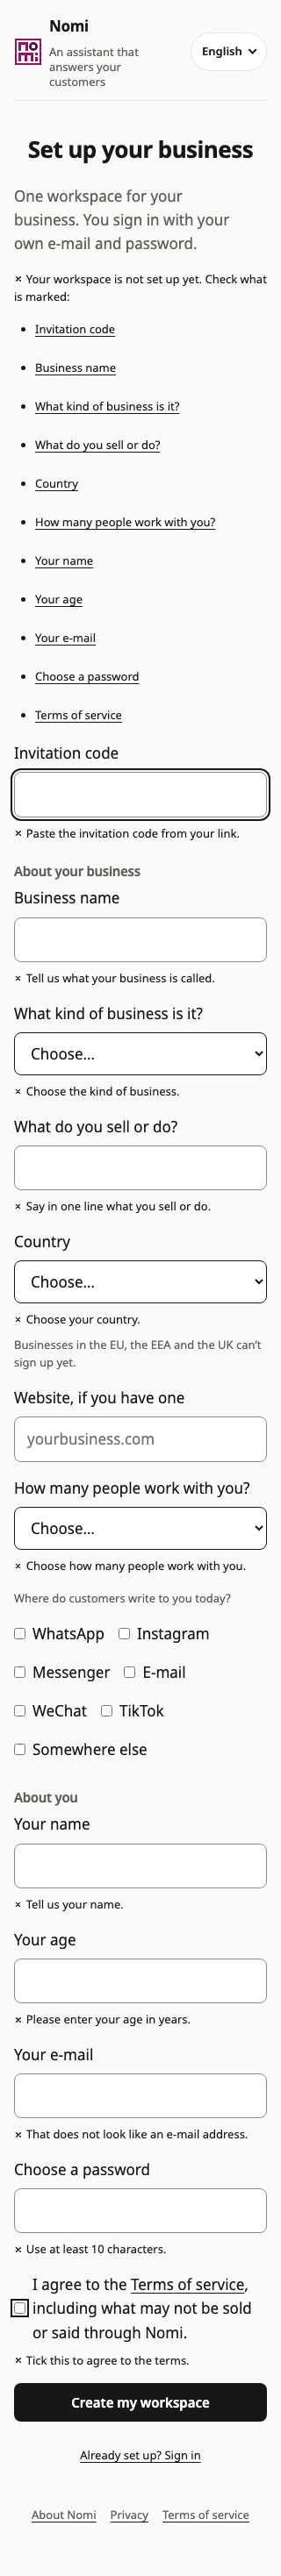 Nomi
An assistant that
answers your
customers
English
Set up your business
One workspace for your
business. You sign in with your
own e-mail and password.
× Your workspace is not set up yet. Check what
is marked:
• Invitation code
• Business name
• What kind of business is it?
• What do you sell or do?
• Country
• How many people work with you?
• Your name
• Your age
• Your e-mail
• Choose a password
• Terms of service
Invitation code
× Paste the invitation code from your link.
About your business
Business name
× Tell us what your business is called.
What kind of business is it?
Choose...
× Choose the kind of business.
What do you sell or do?
× Say in one line what you sell or do.
Country
Choose...
× Choose your country.
Businesses in the EU, the EEA and the UK can't
sign up yet.
Website, if you have one
yourbusiness.com
How many people work with you?
Choose...
× Choose how many people work with you.
Where do customers write to you today?
WhatsApp Instagram
Messenger E-mail
WeChat TikTok
Somewhere else
About you
Your name
× Tell us your name.
Your age
× Please enter your age in years.
Your e-mail
× That does not look like an e-mail address.
Choose a password
× Use at least 10 characters.
I agree to the Terms of service,
including what may not be sold
or said through Nomi.
× Tick this to agree to the terms.
Create my workspace
Already set up? Sign in
About Nomi Privacy Terms of service